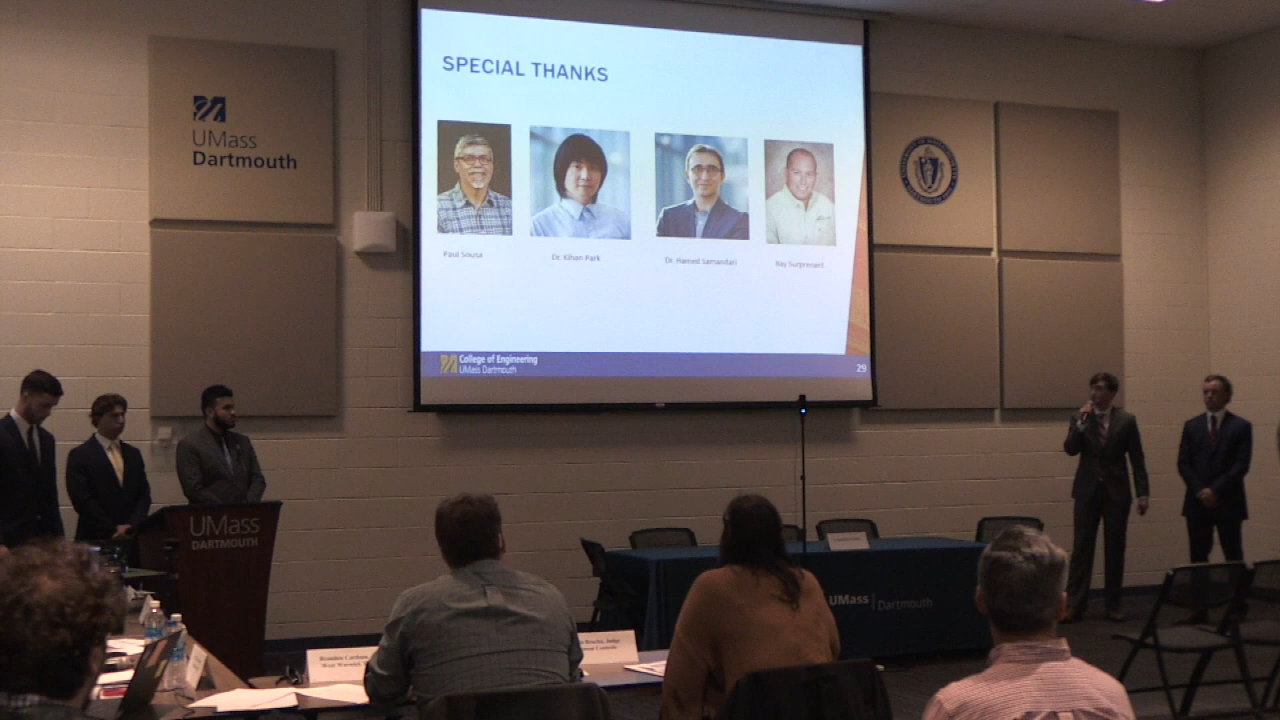 UMass
Dartmouth
SPECIAL THANKS
Paul Sousa
Dr. Kihan Park
Dr. Hamed Samandari
Ray Surprenant
College of Engineering
UMass Dartmouth
29
UMass
DARTMOUTH
UMass | Dartmouth
Judge